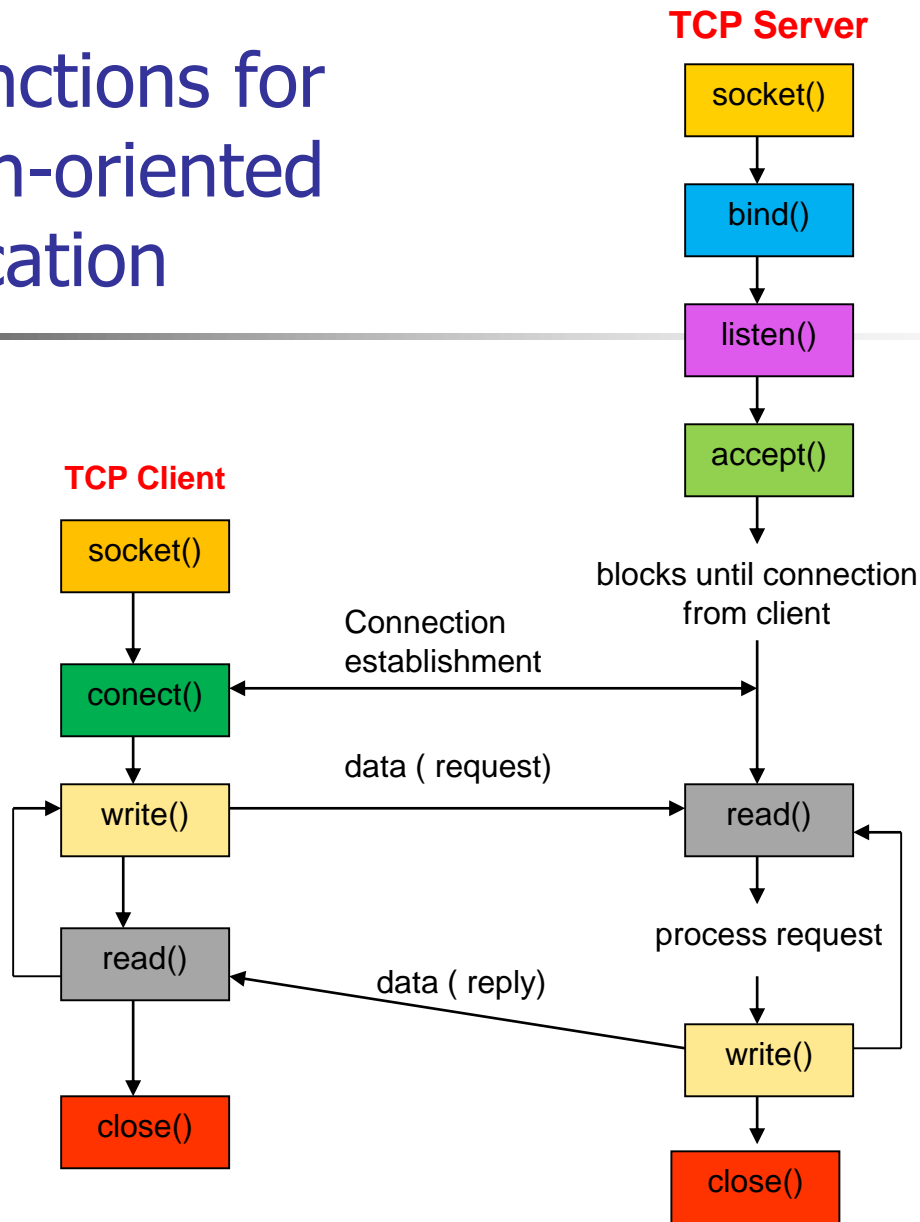 nctions for
n-oriented
cation
TCP Server
socket()
bind()
listen()
accept()
blocks until connection
from client
TCP Client
socket()
Connection
establishment
conect()
data ( request)
write()
read()
process request
read()
data ( reply)
write()
close()
close()